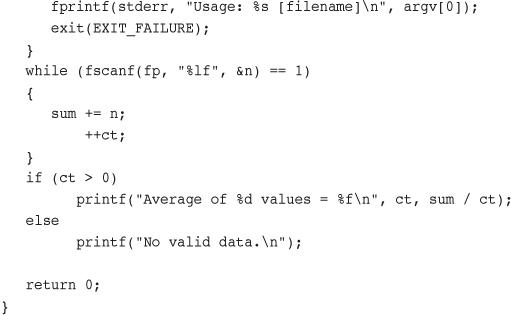 fprintf(stderr, "Usage: %s [filename]\n", argv[0]);
exit(EXIT_FAILURE);
}
while (fscanf(fp, "%lf", &n) == 1)
{
sum += n;
++ct;
}
if (ct > 0)
printf("Average of %d values = %f\n", ct, sum / ct);
else
printf("No valid data.\n");
return 0;
}